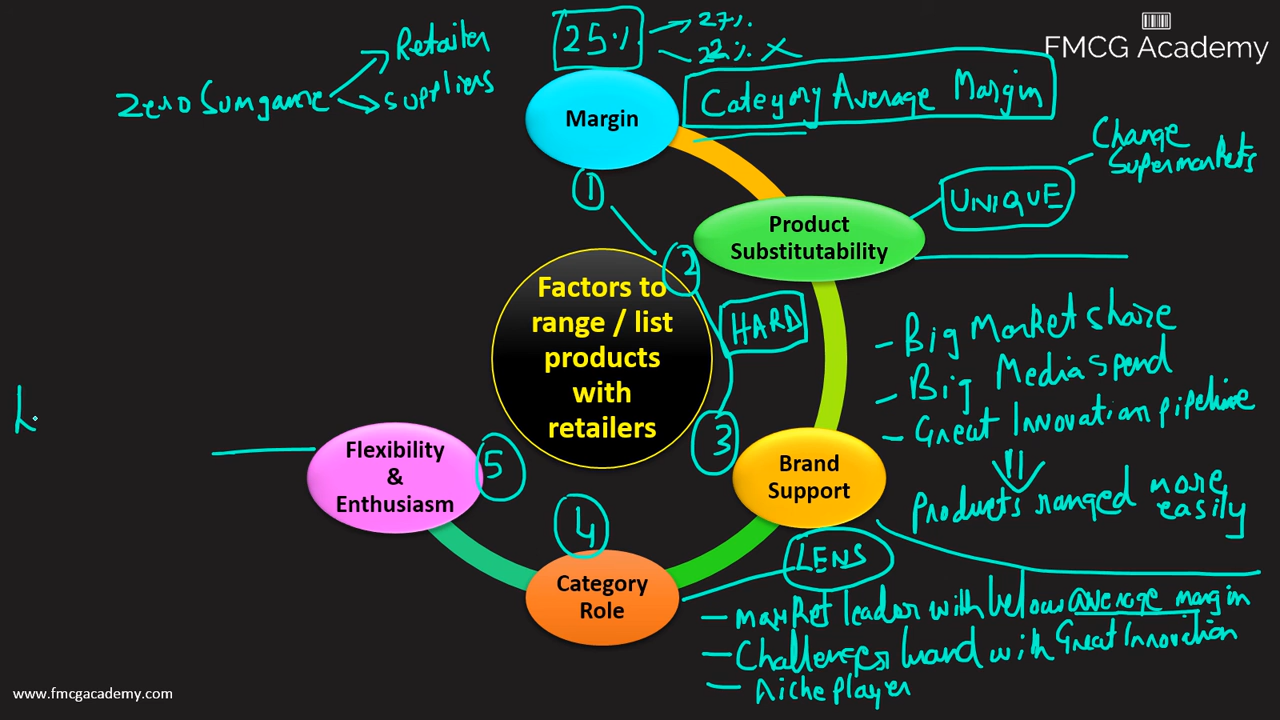 FMCG Academy
25%
27%
22% X
Zero Sum game
Retailer
Suppliers
Margin
Category Average Margin
1
Product
Substitutability
UNIQUE
Change
Supermarkets
2
Factors to
range / list
products
with
retailers
HARD
- Big Market share
- Big Media spend
- Great Innovation pipeline
Products ranged more
easily
3
Brand
Support
LENS
4
Category
Role
- Market leader with below average margin
- Challenger brand with Great Innovation
- Niche player
5
Flexibility
&
Enthusiasm
www.fmcgacademy.com